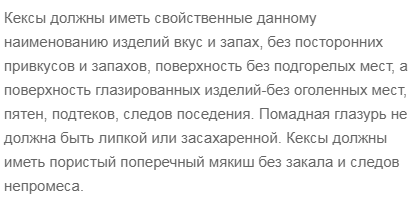 Кексы должны иметь свойственные данному
наименованию изделий вкус и запах, без посторонних
привкусов и запахов, поверхность без подгорелых мест, а
поверхность глазированных изделий-без оголенных мест,
пятен, подтеков, следов поседения. Помадная глазурь не
должна быть липкой или засахаренной. Кексы должны
иметь пористый поперечный мякиш без закала и следов
непромеса.